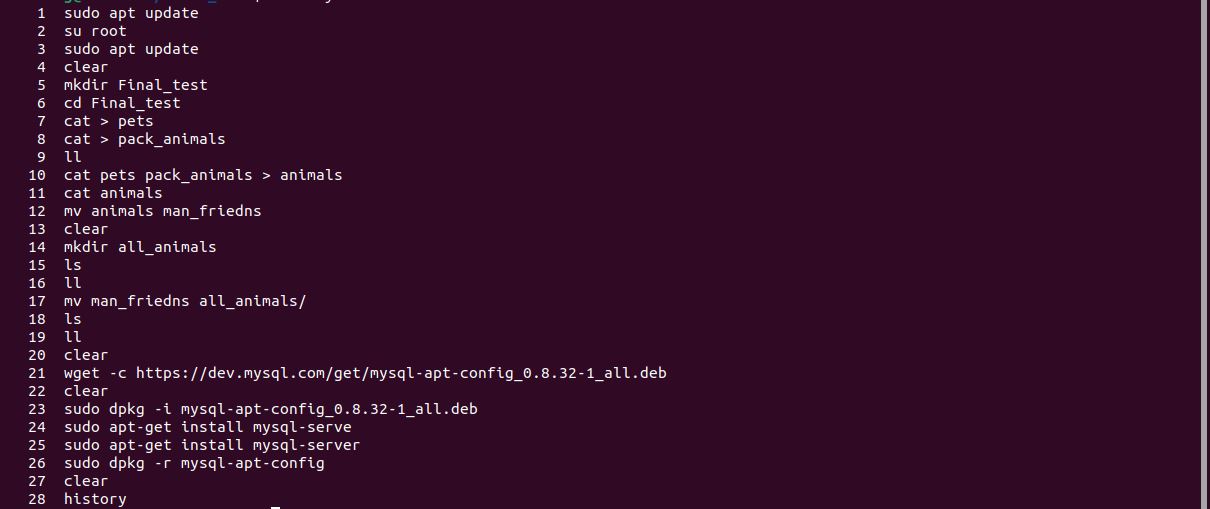 1 sudo apt update
2 su root
3 sudo apt update
4 clear
5 mkdir Final_test
6 cd Final_test
7 cat > pets
8 cat > pack_animals
9 ll
10 cat pets pack_animals > animals
11 cat animals
12 mv animals man_friedns
13 clear
14 mkdir all_animals
15 ls
16 ll
17 mv man_friedns all_animals/
18 ls
19 ll
20 clear
21 wget -c https://dev.mysql.com/get/mysql-apt-config_0.8.32-1_all.deb
22 clear
23 sudo dpkg -i mysql-apt-config_0.8.32-1_all.deb
24 sudo apt-get install mysql-serve
25 sudo apt-get install mysql-server
26 sudo dpkg -r mysql-apt-config
27 clear
28 history